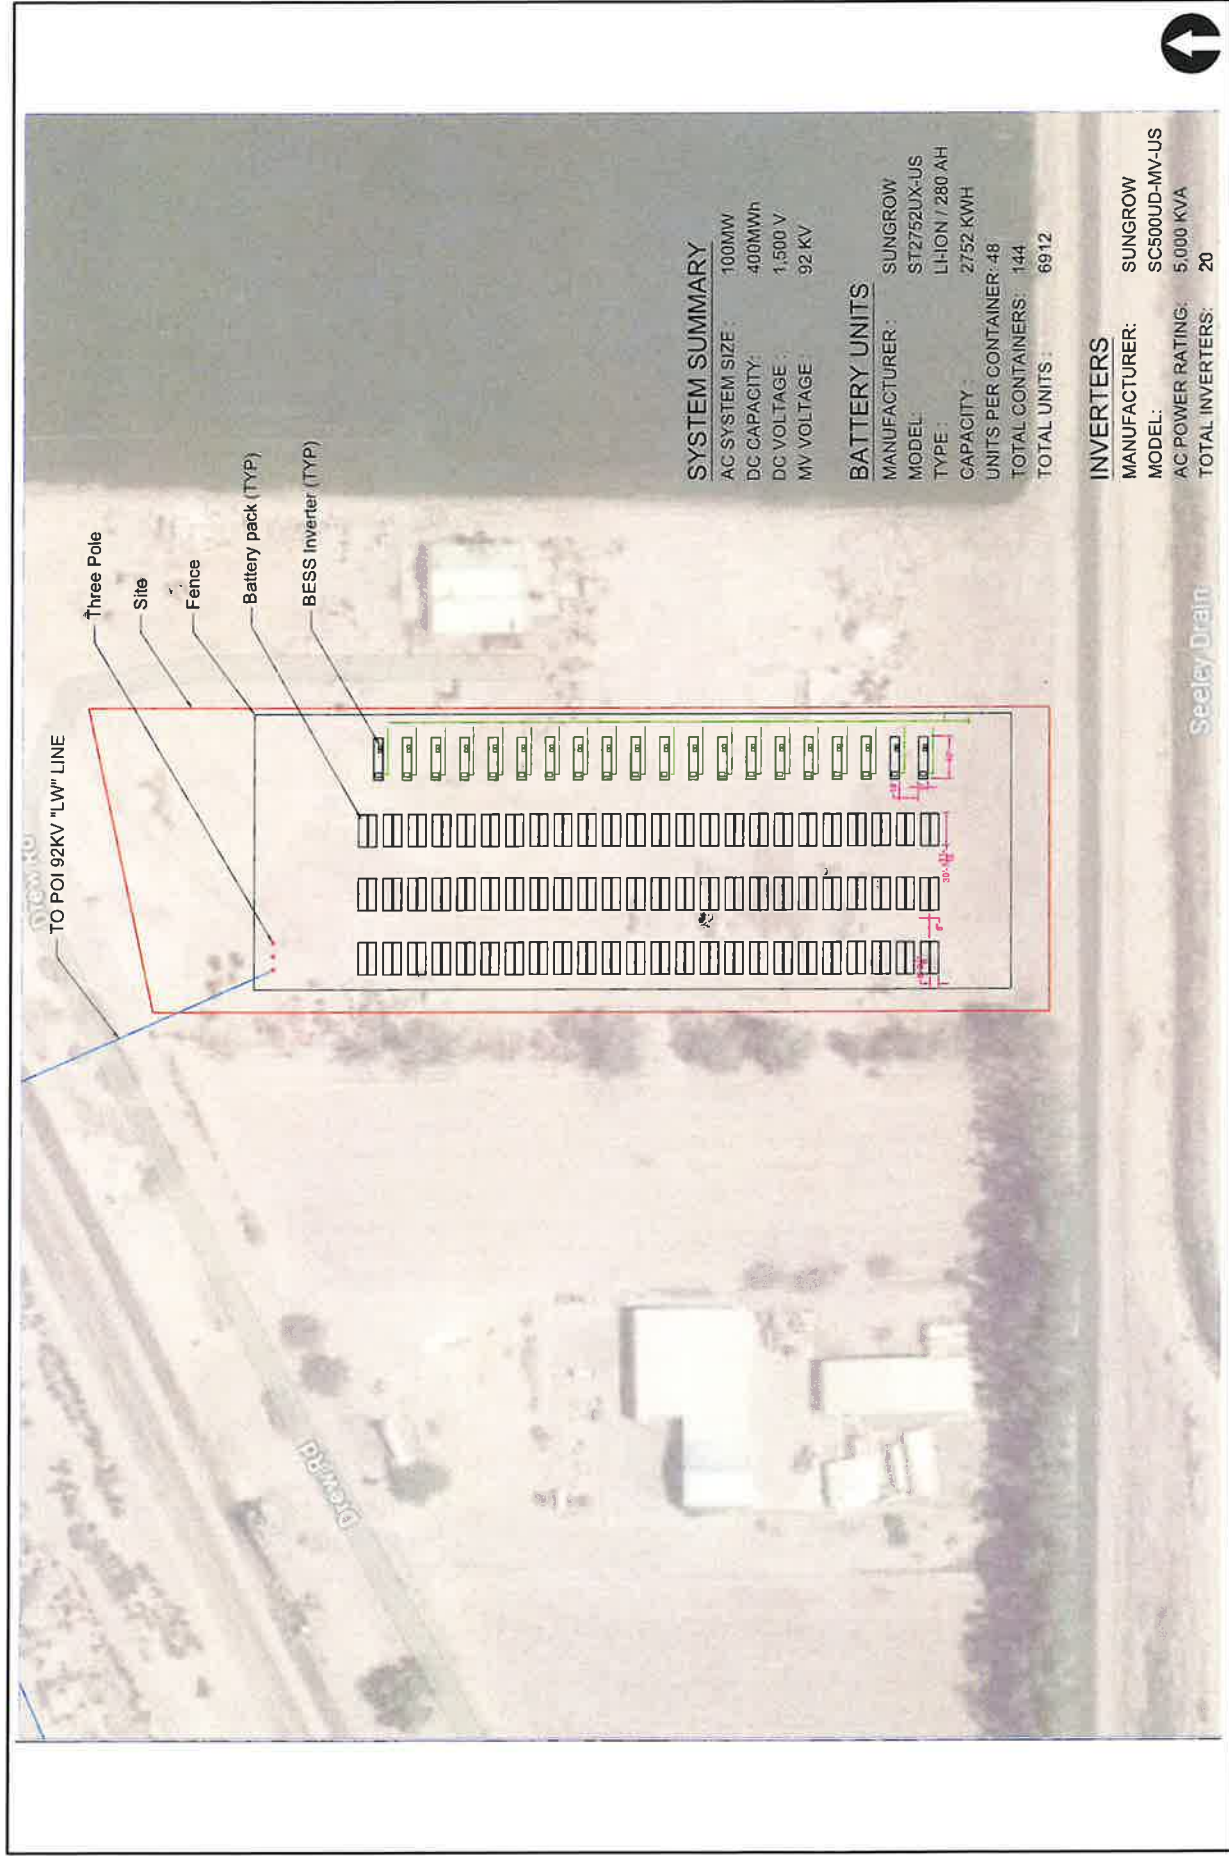 Drew Rd
TO POI 92KV "LW" LINE
Three Pole
Site
Fence
Battery pack (TYP)
BESS Inverter (TYP)
Drew Rd
SYSTEM SUMMARY
AC SYSTEM SIZE : 100MW
DC CAPACITY: 400MWh
DC VOLTAGE : 1,500 V
MV VOLTAGE : 92 KV
BATTERY UNITS
MANUFACTURER : SUNGROW
MODEL: ST2752UX-US
TYPE : LI-ION / 280 AH
CAPACITY : 2752 KWH
UNITS PER CONTAINER: 48
TOTAL CONTAINERS: 144
TOTAL UNITS : 6912
INVERTERS
MANUFACTURER: SUNGROW
MODEL: SC500UD-MV-US
AC POWER RATING: 5,000 KVA
TOTAL INVERTERS: 20
Seeley Drain